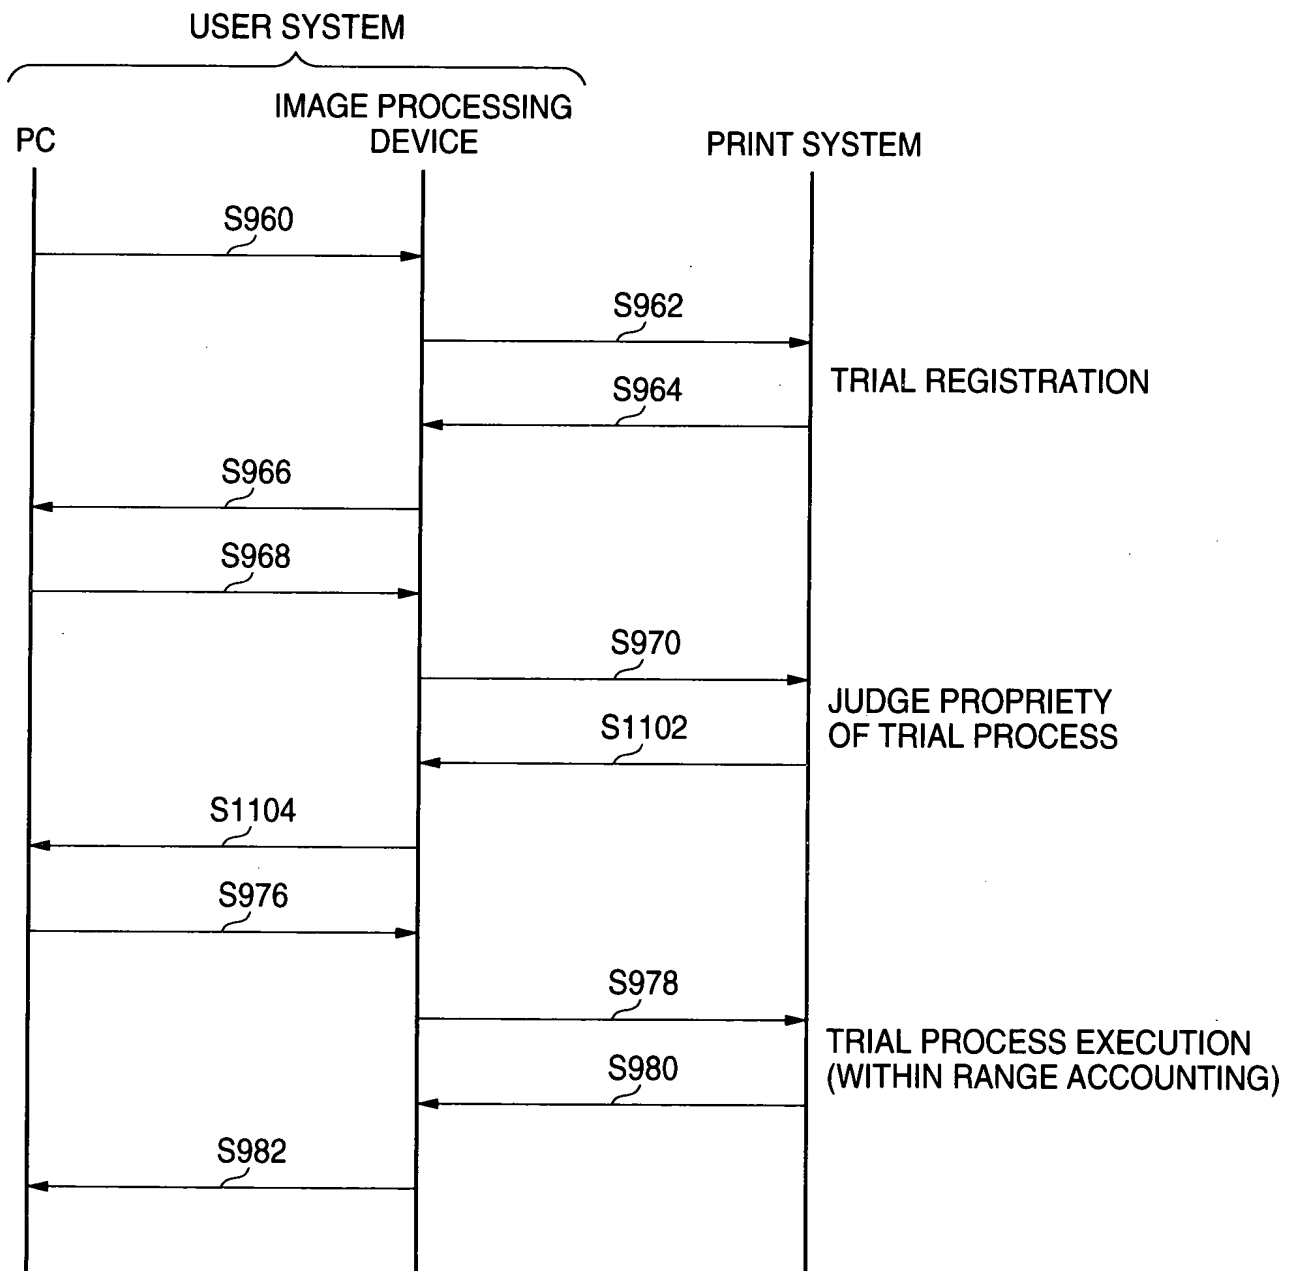 USER SYSTEM
IMAGE PROCESSING
DEVICE
PC
PRINT SYSTEM
S960
S962
TRIAL REGISTRATION
S964
S966
S968
S970
JUDGE PROPRIETY
OF TRIAL PROCESS
S1102
S1104
S976
S978
TRIAL PROCESS EXECUTION
(WITHIN RANGE ACCOUNTING)
S980
S982